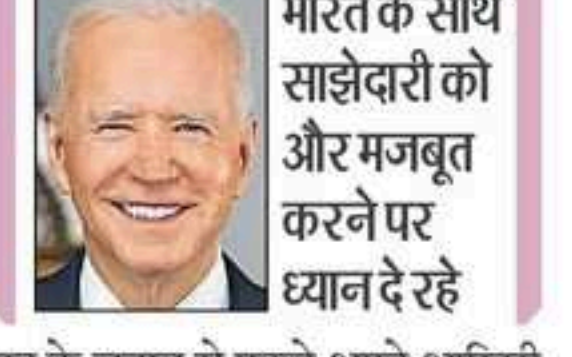 भारत के साथ
साझेदारी को
और मजबूत
करने पर
ध्यान दे रहे